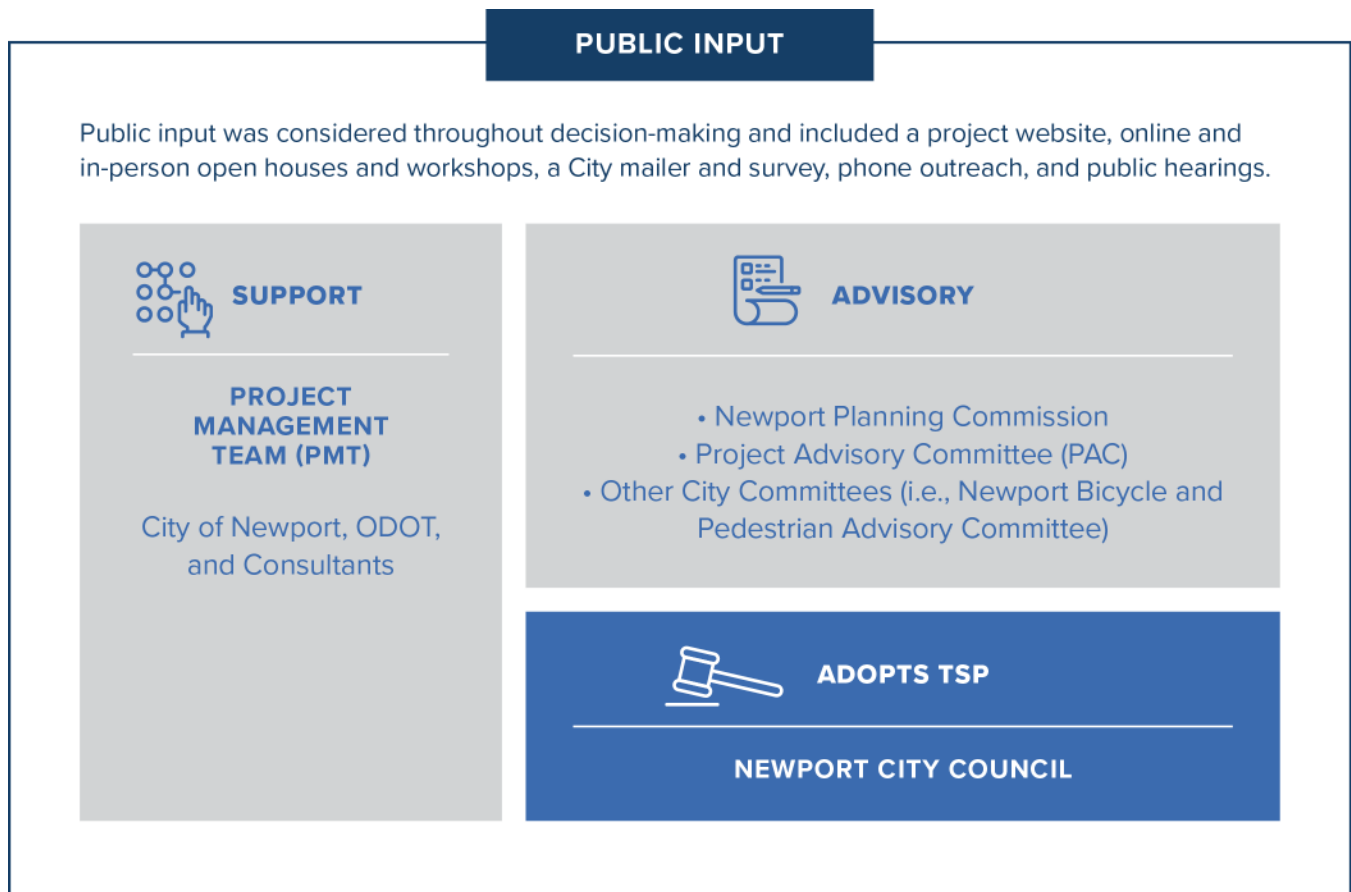 PUBLIC INPUT
Public input was considered throughout decision-making and included a project website, online and
in-person open houses and workshops, a City mailer and survey, phone outreach, and public hearings.
SUPPORT
PROJECT
MANAGEMENT
TEAM (PMT)
City of Newport, ODOT,
and Consultants
ADVISORY
• Newport Planning Commission
• Project Advisory Committee (PAC)
• Other City Committees (i.e., Newport Bicycle and
Pedestrian Advisory Committee)
ADOPTS TSP
NEWPORT CITY COUNCIL